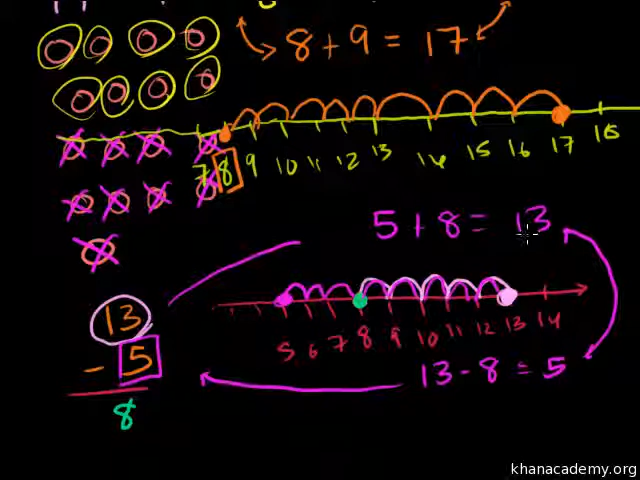 8 + 9 = 17
7 8 9 10 11 12 13 14 15 16 17 18
5 + 8 = 13
5 6 7 8 9 10 11 12 13 14
13
- 5
8
13 - 8 = 5
khanacademy.org